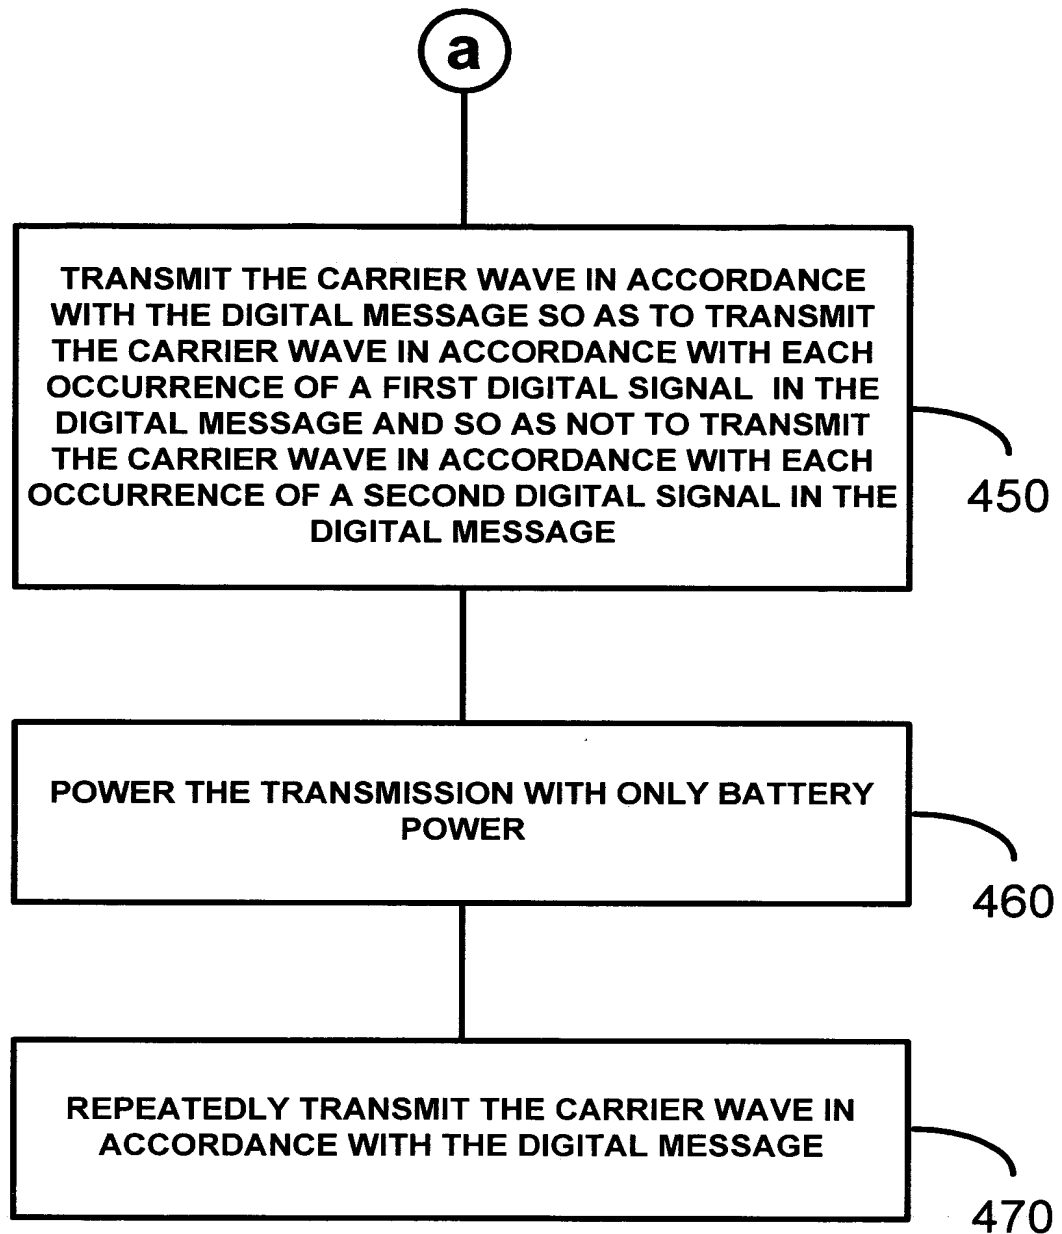 a
TRANSMIT THE CARRIER WAVE IN ACCORDANCE
WITH THE DIGITAL MESSAGE SO AS TO TRANSMIT
THE CARRIER WAVE IN ACCORDANCE WITH EACH
OCCURRENCE OF A FIRST DIGITAL SIGNAL IN THE
DIGITAL MESSAGE AND SO AS NOT TO TRANSMIT
THE CARRIER WAVE IN ACCORDANCE WITH EACH
OCCURRENCE OF A SECOND DIGITAL SIGNAL IN THE
DIGITAL MESSAGE
450
POWER THE TRANSMISSION WITH ONLY BATTERY
POWER
460
REPEATEDLY TRANSMIT THE CARRIER WAVE IN
ACCORDANCE WITH THE DIGITAL MESSAGE
470